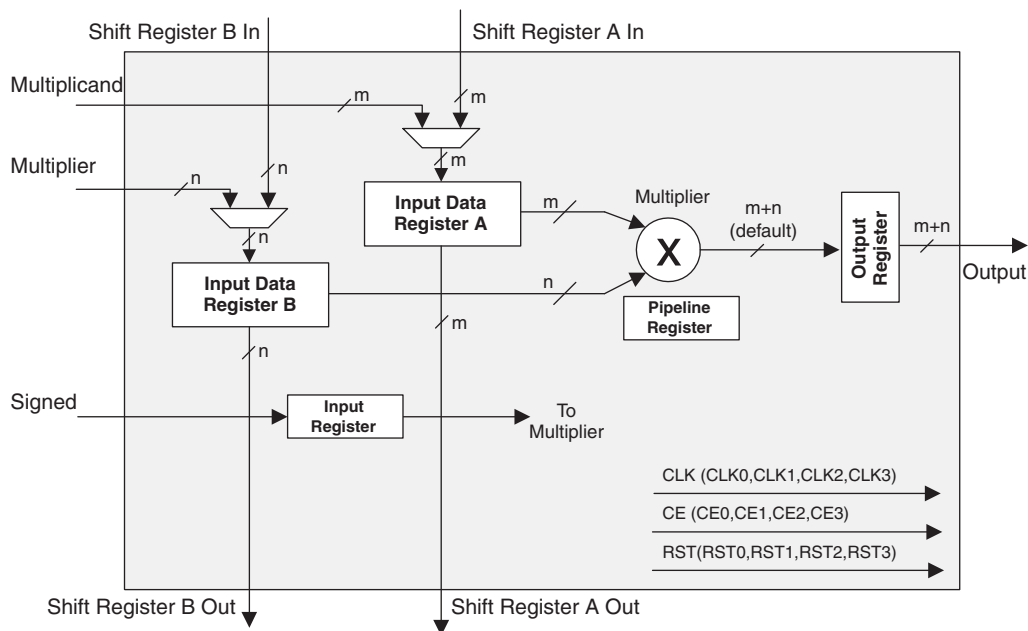 Shift Register B In
Shift Register A In
Multiplicand
m
m
Multiplier
n
n
m
Input Data
Register A
m
Multiplier
X
m+n
(default)
Output
Register
m+n
Output
n
Input Data
Register B
n
Pipeline
Register
m
n
Signed
Input
Register
To
Multiplier
CLK (CLK0,CLK1,CLK2,CLK3)
CE (CE0,CE1,CE2,CE3)
RST(RST0,RST1,RST2,RST3)
Shift Register B Out
Shift Register A Out